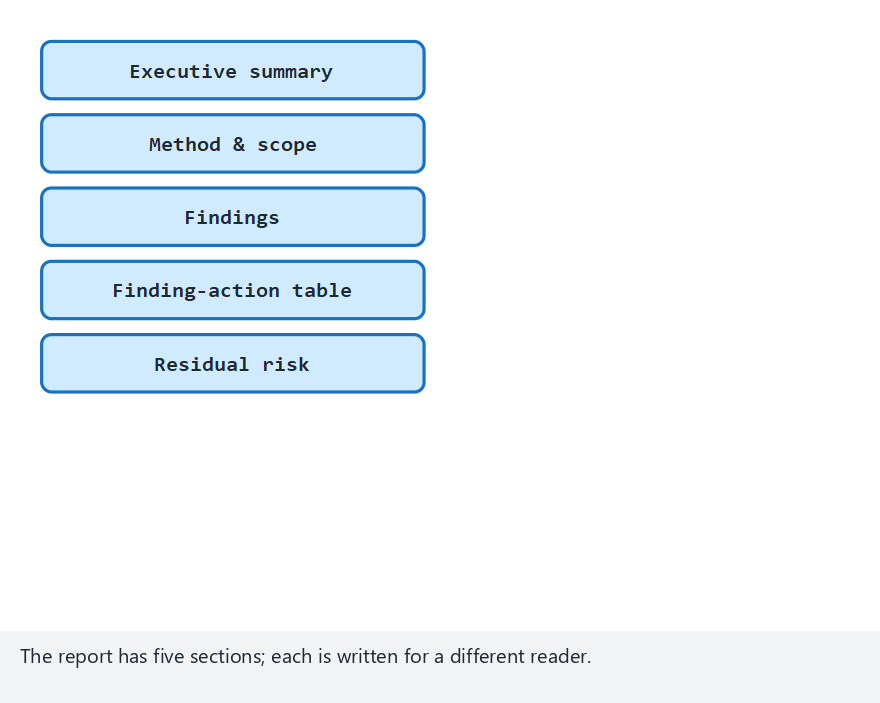 Executive summary
Method & scope
Findings
Finding-action table
Residual risk
The report has five sections; each is written for a different reader.